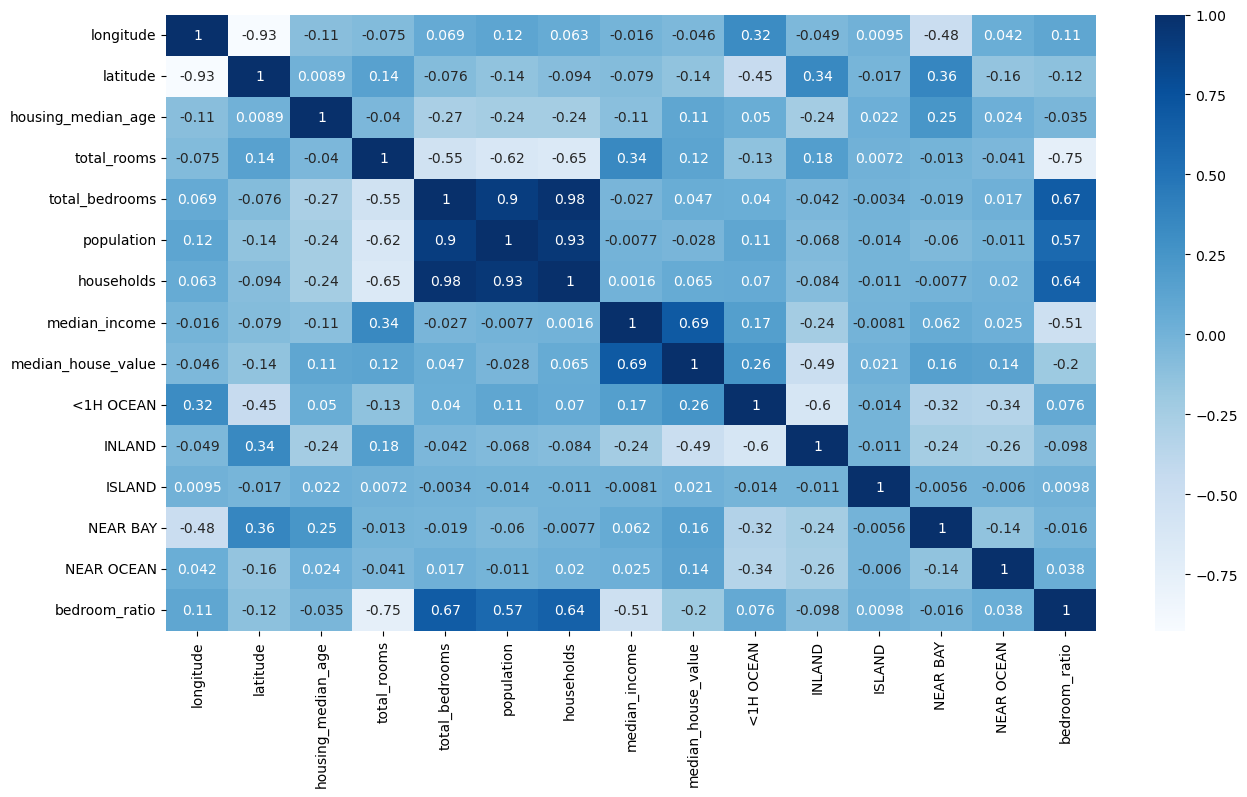 longitude 1 -0.93 -0.11 -0.075 0.069 0.12 0.063 -0.016 -0.046 0.32 -0.049 0.0095 -0.48 0.042 0.11
latitude -0.93 1 0.0089 0.14 -0.076 -0.14 -0.094 -0.079 -0.14 -0.45 0.34 -0.017 0.36 -0.16 -0.12
housing_median_age -0.11 0.0089 1 -0.04 -0.27 -0.24 -0.24 -0.11 0.11 0.05 -0.24 0.022 0.25 0.024 -0.035
total_rooms -0.075 0.14 -0.04 1 -0.55 -0.62 -0.65 0.34 0.12 -0.13 0.18 0.0072 -0.013 -0.041 -0.75
total_bedrooms 0.069 -0.076 -0.27 -0.55 1 0.9 0.98 -0.027 0.047 0.04 -0.042 -0.0034 -0.019 0.017 0.67
population 0.12 -0.14 -0.24 -0.62 0.9 1 0.93 -0.0077 -0.028 0.11 -0.068 -0.014 -0.06 -0.011 0.57
households 0.063 -0.094 -0.24 -0.65 0.98 0.93 1 0.0016 0.065 0.07 -0.084 -0.011 -0.0077 0.02 0.64
median_income -0.016 -0.079 -0.11 0.34 -0.027 -0.0077 0.0016 1 0.69 0.17 -0.24 -0.0081 0.062 0.025 -0.51
median_house_value -0.046 -0.14 0.11 0.12 0.047 -0.028 0.065 0.69 1 0.26 -0.49 0.021 0.16 0.14 -0.2
<1H OCEAN 0.32 -0.45 0.05 -0.13 0.04 0.11 0.07 0.17 0.26 1 -0.6 -0.014 -0.32 -0.34 0.076
INLAND -0.049 0.34 -0.24 0.18 -0.042 -0.068 -0.084 -0.24 -0.49 -0.6 1 -0.011 -0.24 -0.26 -0.098
ISLAND 0.0095 -0.017 0.022 0.0072 -0.0034 -0.014 -0.011 -0.0081 0.021 -0.014 -0.011 1 -0.0056 -0.006 0.0098
NEAR BAY -0.48 0.36 0.25 -0.013 -0.019 -0.06 -0.0077 0.062 0.16 -0.32 -0.24 -0.0056 1 -0.14 -0.016
NEAR OCEAN 0.042 -0.16 0.024 -0.041 0.017 -0.011 0.02 0.025 0.14 -0.34 -0.26 -0.006 -0.14 1 0.038
bedroom_ratio 0.11 -0.12 -0.035 -0.75 0.67 0.57 0.64 -0.51 -0.2 0.076 -0.098 0.0098 -0.016 0.038 1
longitude
latitude
housing_median_age
total_rooms
total_bedrooms
population
households
median_income
median_house_value
<1H OCEAN
INLAND
ISLAND
NEAR BAY
NEAR OCEAN
bedroom_ratio
1.00
0.75
0.50
0.25
0.00
−0.25
−0.50
−0.75